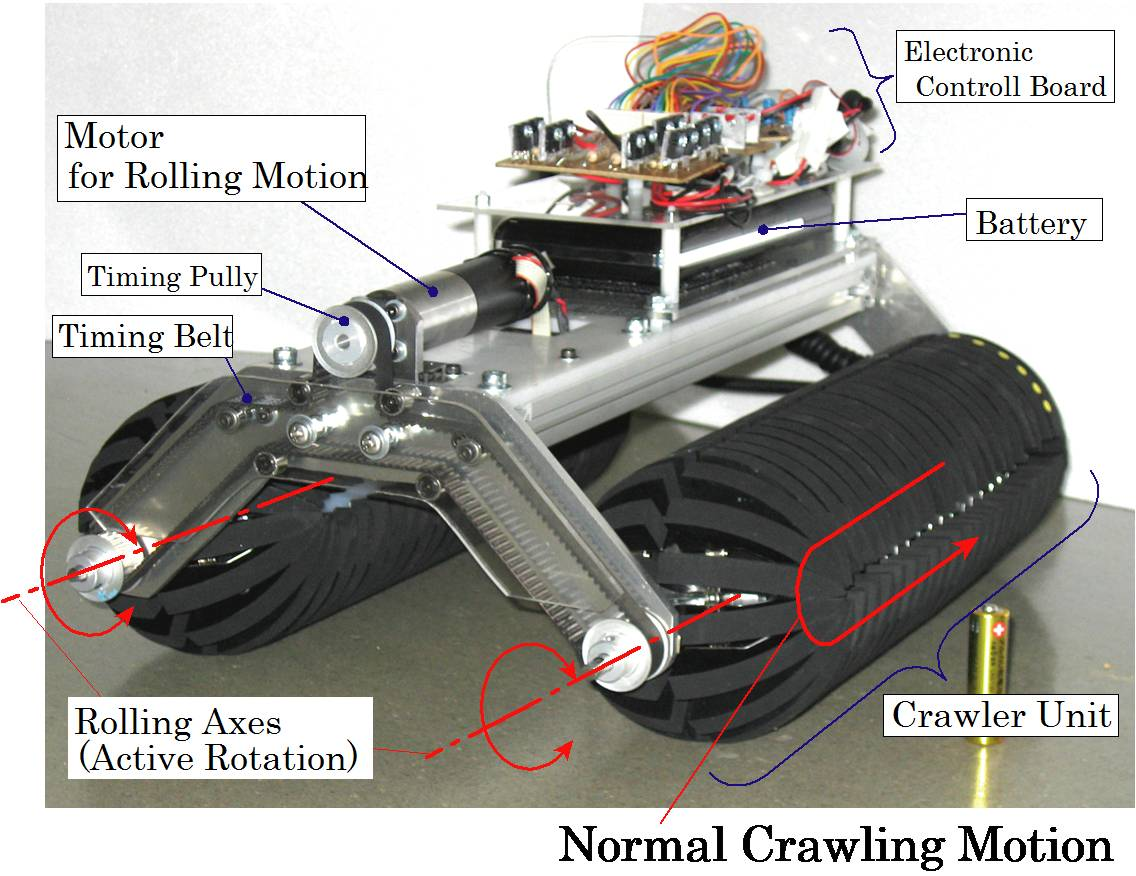 Electronic
Controll Board
Motor
for Rolling Motion
Battery
Timing Pully
Timing Belt
Crawler Unit
Rolling Axes
(Active Rotation)
Normal Crawling Motion